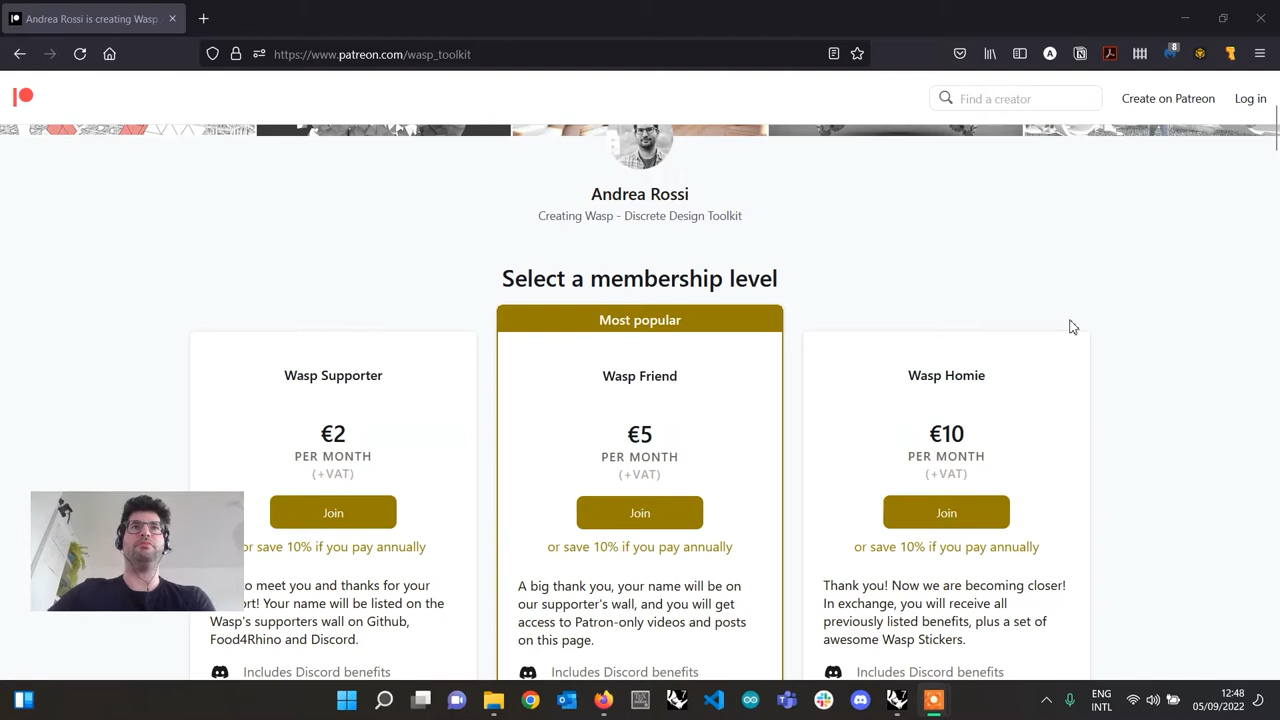 Andrea Rossi is creating Wasp
https://www.patreon.com/wasp_toolkit
8
Find a creator
Create on Patreon
Log in
Andrea Rossi
Creating Wasp - Discrete Design Toolkit
Select a membership level
Most popular
Wasp Supporter
€2
PER MONTH
(+VAT)
Join
or save 10% if you pay annually
o meet you and thanks for your
ort! Your name will be listed on the
Wasp's supporters wall on Github,
Food4Rhino and Discord.
Includes Discord benefits
Wasp Friend
€5
PER MONTH
(+VAT)
Join
or save 10% if you pay annually
A big thank you, your name will be on
our supporter's wall, and you will get
access to Patron-only videos and posts
on this page.
Includes Discord benefits
Wasp Homie
€10
PER MONTH
(+VAT)
Join
or save 10% if you pay annually
Thank you! Now we are becoming closer!
In exchange, you will receive all
previously listed benefits, plus a set of
awesome Wasp Stickers.
Includes Discord benefits
ENG
INTL
12:48
05/09/2022